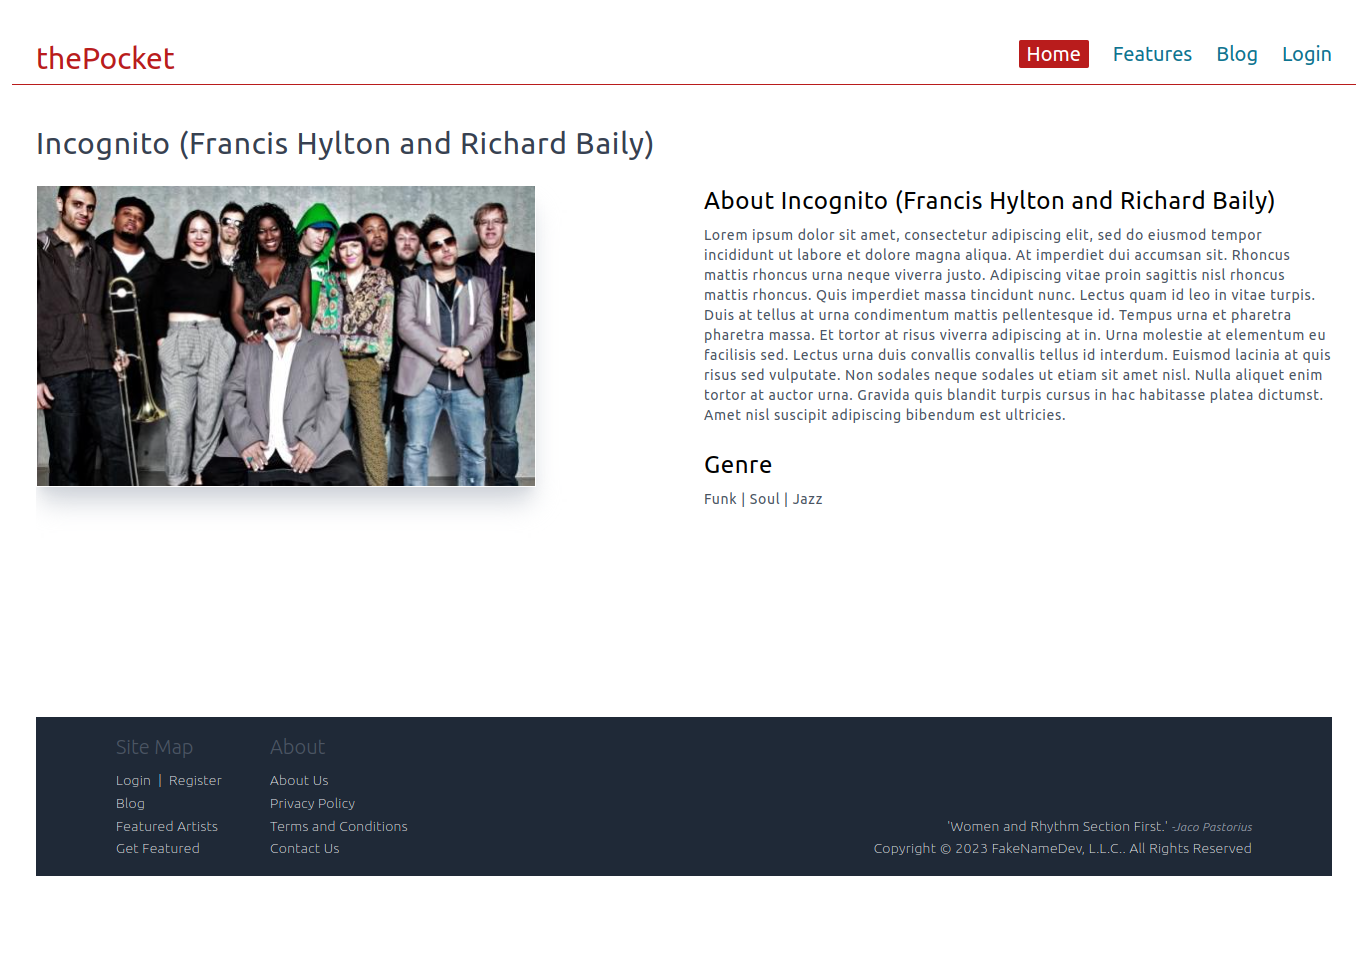 thePocket
Home Features Blog Login
Incognito (Francis Hylton and Richard Baily)
About Incognito (Francis Hylton and Richard Baily)
Lorem ipsum dolor sit amet, consectetur adipiscing elit, sed do eiusmod tempor
incididunt ut labore et dolore magna aliqua. At imperdiet dui accumsan sit. Rhoncus
mattis rhoncus urna neque viverra justo. Adipiscing vitae proin sagittis nisl rhoncus
mattis rhoncus. Quis imperdiet massa tincidunt nunc. Lectus quam id leo in vitae turpis.
Duis at tellus at urna condimentum mattis pellentesque id. Tempus urna et pharetra
pharetra massa. Et tortor at risus viverra adipiscing at in. Urna molestie at elementum eu
facilisis sed. Lectus urna duis convallis convallis tellus id interdum. Euismod lacinia at quis
risus sed vulputate. Non sodales neque sodales ut etiam sit amet nisl. Nulla aliquet enim
tortor at auctor urna. Gravida quis blandit turpis cursus in hac habitasse platea dictumst.
Amet nisl suscipit adipiscing bibendum est ultricies.
Genre
Funk | Soul | Jazz
Site Map
Login | Register
Blog
Featured Artists
Get Featured
About
About Us
Privacy Policy
Terms and Conditions
Contact Us
'Women and Rhythm Section First.' -Jaco Pastorius
Copyright © 2023 FakeNameDev, L.L.C.. All Rights Reserved